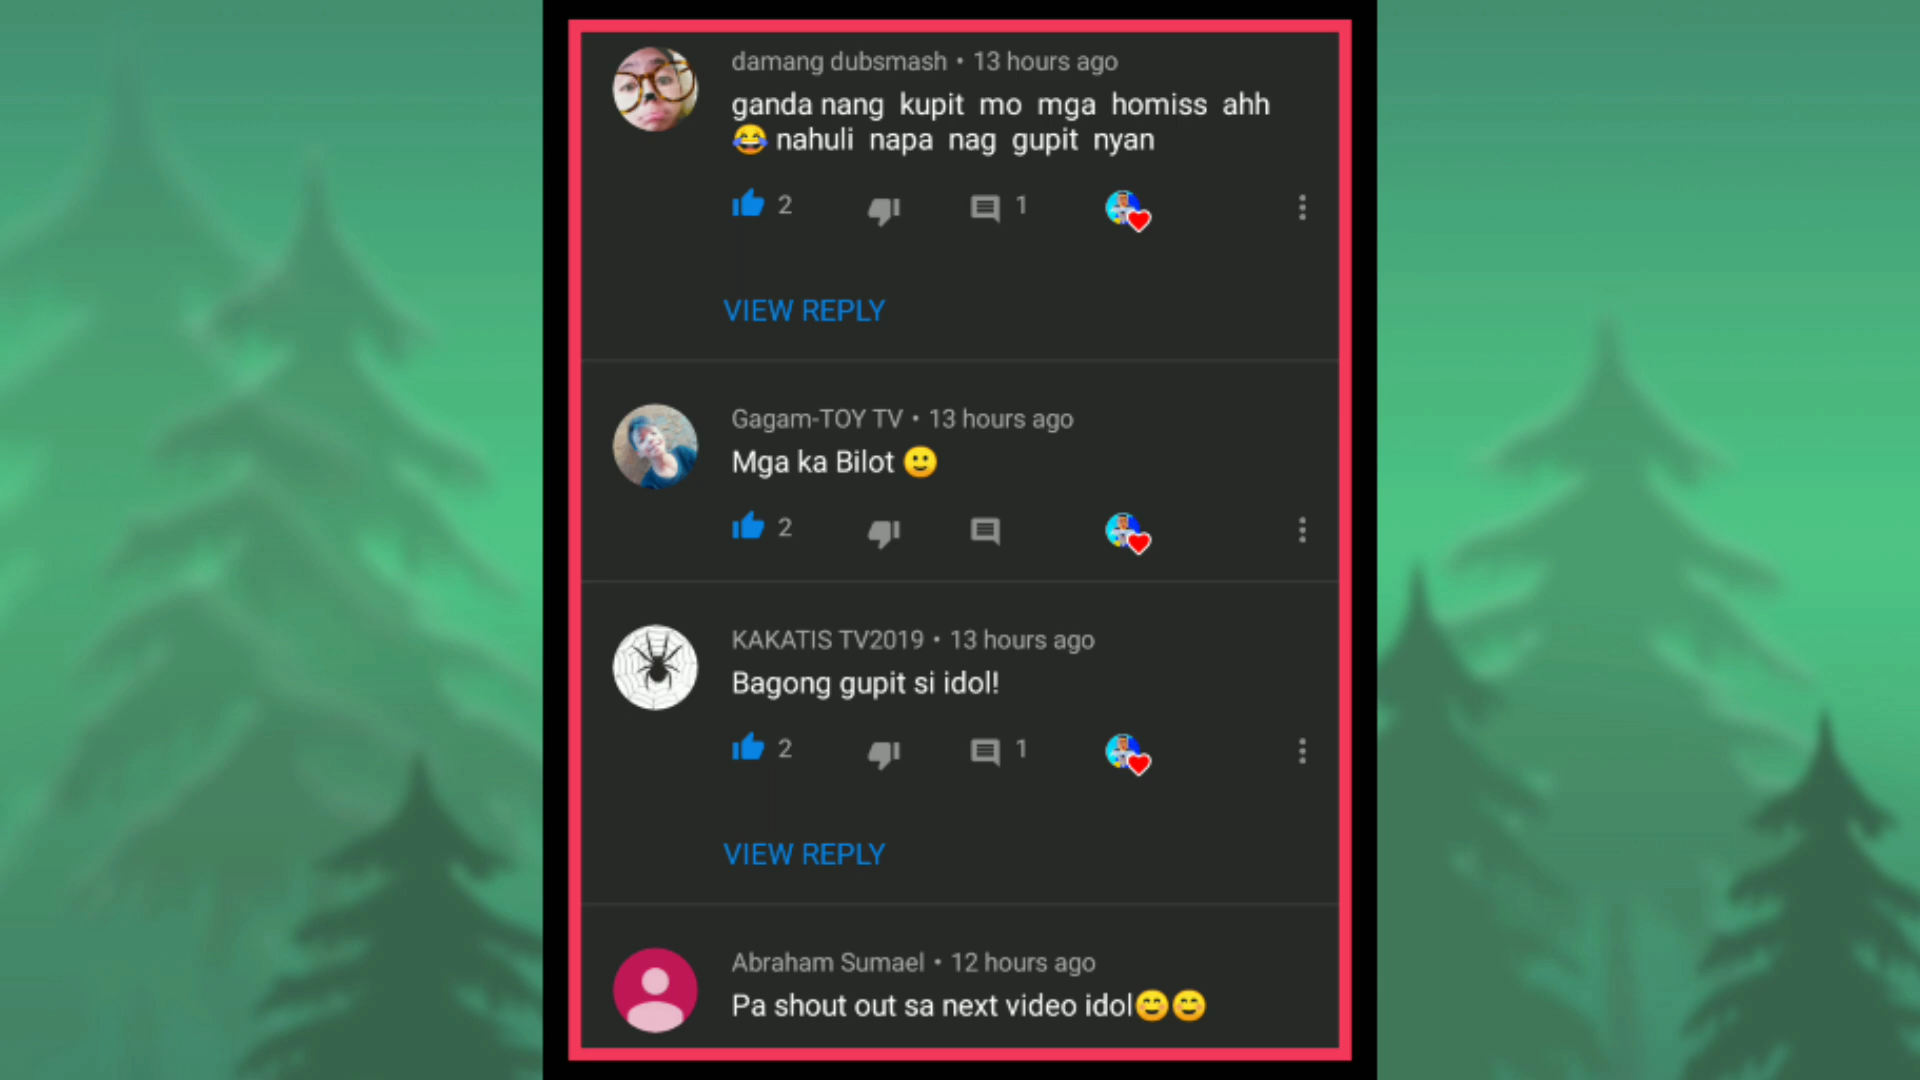 damang dubsmash • 13 hours ago
ganda nang kupit mo mga homiss ahh
😂 nahuli napa nag gupit nyan
2 1
VIEW REPLY
Gagam-TOY TV • 13 hours ago
Mga ka Bilot 🙂
2
KAKATIS TV2019 • 13 hours ago
Bagong gupit si idol!
2 1
VIEW REPLY
Abraham Sumael • 12 hours ago
Pa shout out sa next video idol😊😊